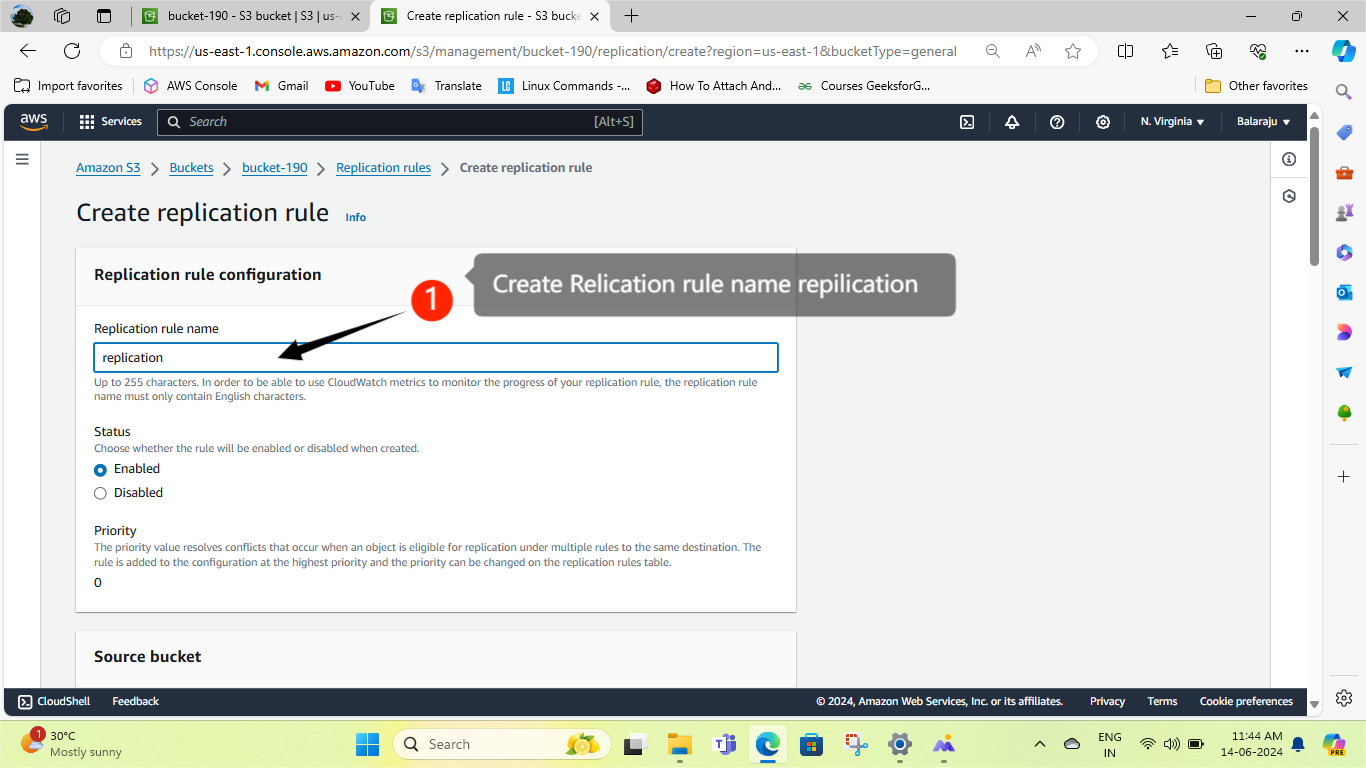 bucket-190 - S3 bucket | S3 | us-
Create replication rule - S3 bucke
https://us-east-1.console.aws.amazon.com/s3/management/bucket-190/replication/create?region=us-east-1&bucketType=general
Import favorites
AWS Console
Gmail
YouTube
Translate
LC
Linux Commands -...
How To Attach And...
Courses GeeksforG...
Other favorites
aws
Services
Search
[Alt+S]
N. Virginia
Balaraju
Amazon S3
Buckets
bucket-190
Replication rules
Create replication rule
Create replication rule
Info
Replication rule configuration
1
Create Relication rule name repilication
Replication rule name
replication
Up to 255 characters. In order to be able to use CloudWatch metrics to monitor the progress of your replication rule, the replication rule
name must only contain English characters.
Status
Choose whether the rule will be enabled or disabled when created.
Enabled
Disabled
Priority
The priority value resolves conflicts that occur when an object is eligible for replication under multiple rules to the same destination. The
rule is added to the configuration at the highest priority and the priority can be changed on the replication rules table.
0
Source bucket
CloudShell
Feedback
© 2024, Amazon Web Services, Inc. or its affiliates.
Privacy
Terms
Cookie preferences
1
30°C
Mostly sunny
Search
ENG
IN
11:44 AM
14-06-2024
PRE